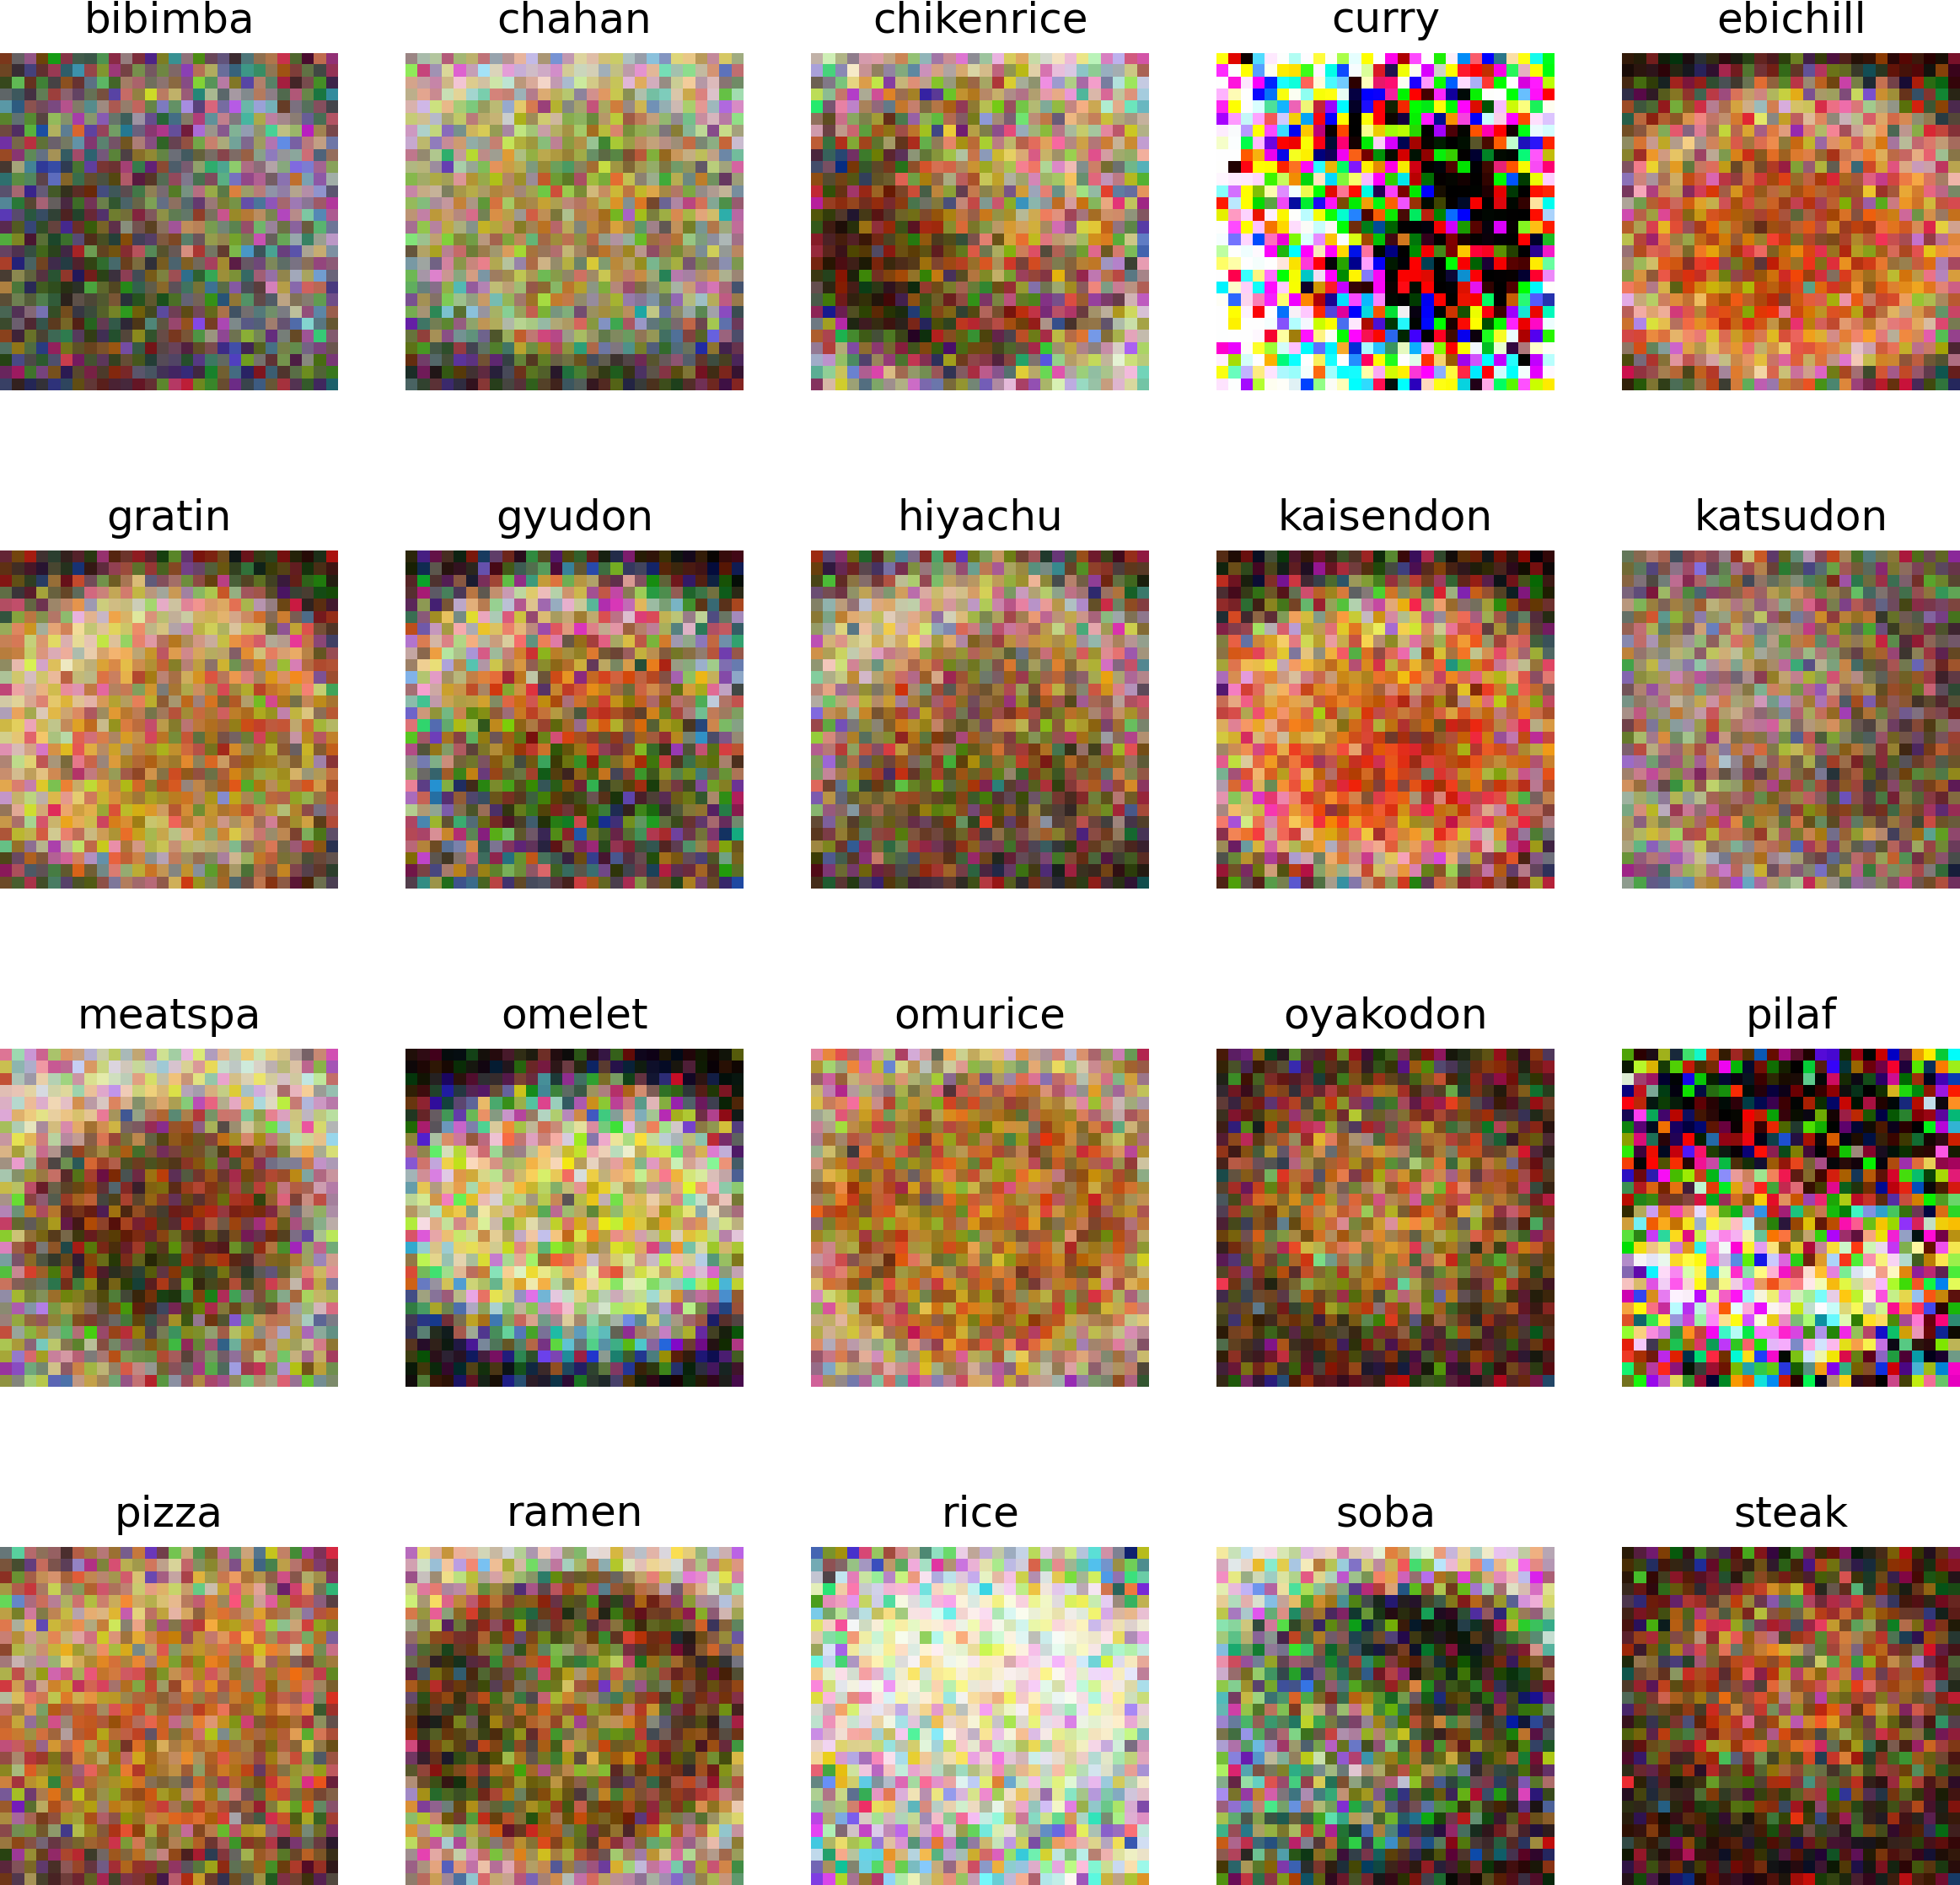 bibimba chahan chikenrice curry ebichill
gratin gyudon hiyachu kaisendon katsudon
meatspa omelet omurice oyakodon pilaf
pizza ramen rice soba steak